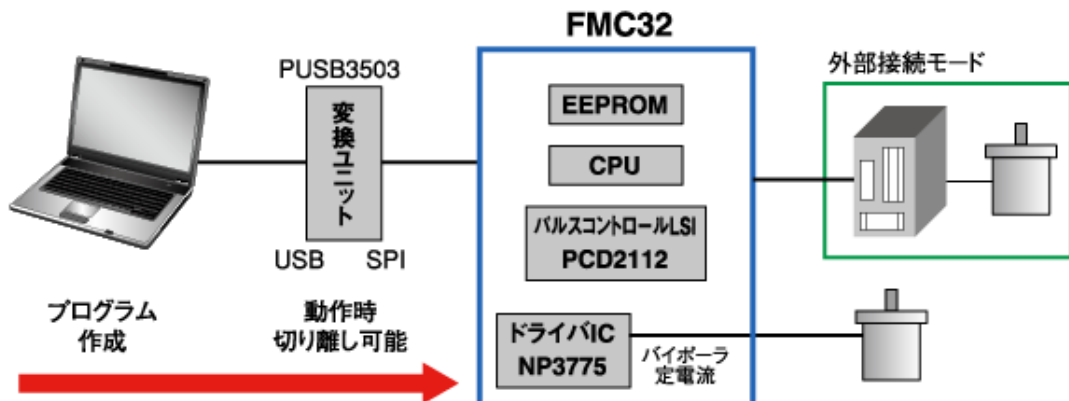 FMC32
PUSB3503
変換ユニット
USB
SPI
プログラム
作成
動作時
切り離し可能
EEPROM
CPU
パルスコントロールLSI
PCD2112
ドライバIC
NP3775
バイポーラ
定電流
外部接続モード